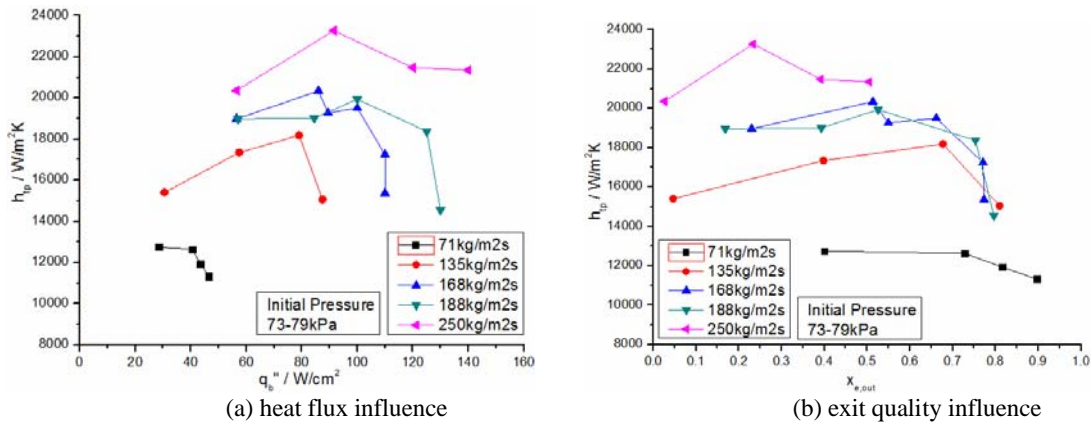 24000
22000
20000
18000
16000
14000
12000
10000
8000
h_tp / W/m²K
0 20 40 60 80 100 120 140 160
q_b'' / W/cm²
71kg/m2s
135kg/m2s
168kg/m2s
188kg/m2s
250kg/m2s
Initial Pressure
73-79kPa
(a) heat flux influence
24000
22000
20000
18000
16000
14000
12000
10000
8000
h_tp / W/m²K
0.0 0.1 0.2 0.3 0.4 0.5 0.6 0.7 0.8 0.9 1.0
x_e,out
71kg/m2s
135kg/m2s
168kg/m2s
188kg/m2s
250kg/m2s
Initial Pressure
73-79kPa
(b) exit quality influence